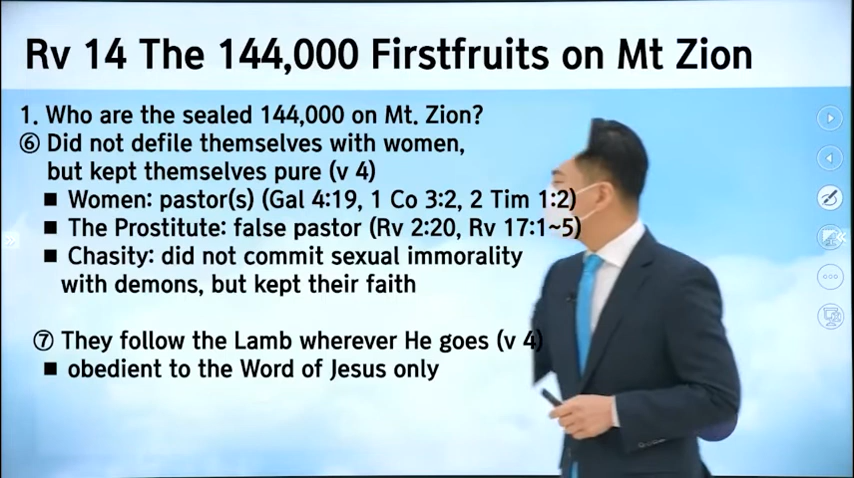 Rv 14 The 144,000 Firstfruits on Mt Zion
1. Who are the sealed 144,000 on Mt. Zion?
⑥ Did not defile themselves with women,
but kept themselves pure (v 4)
■ Women: pastor(s) (Gal 4:19, 1 Co 3:2, 2 Tim 1:2)
■ The Prostitute: false pastor (Rv 2:20, Rv 17:1~5)
■ Chasity: did not commit sexual immorality
with demons, but kept their faith
⑦ They follow the Lamb wherever He goes (v 4)
■ obedient to the Word of Jesus only